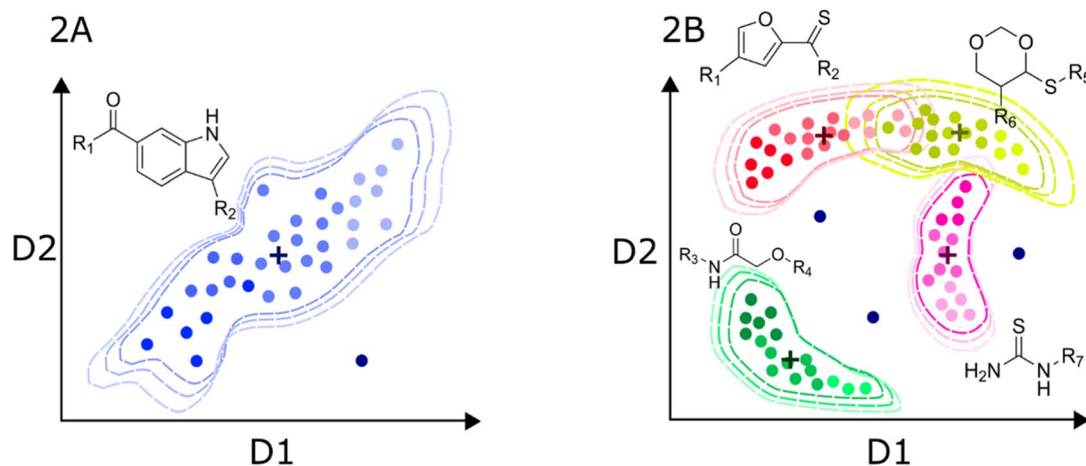 2A
O
R1
H
N
R2
D2
D1
2B
O
S
R1
R2
O
O
S
R5
R6
O
R3
N
H
O
R4
D2
S
H2N
N
H
R7
D1